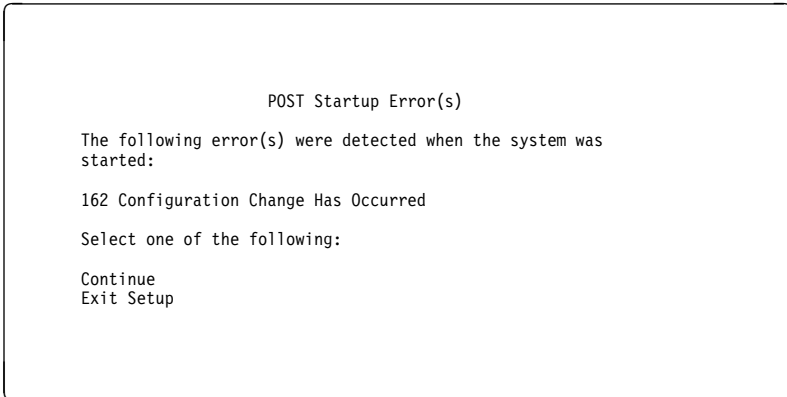 POST Startup Error(s)
The following error(s) were detected when the system was
started:
162 Configuration Change Has Occurred
Select one of the following:
Continue
Exit Setup